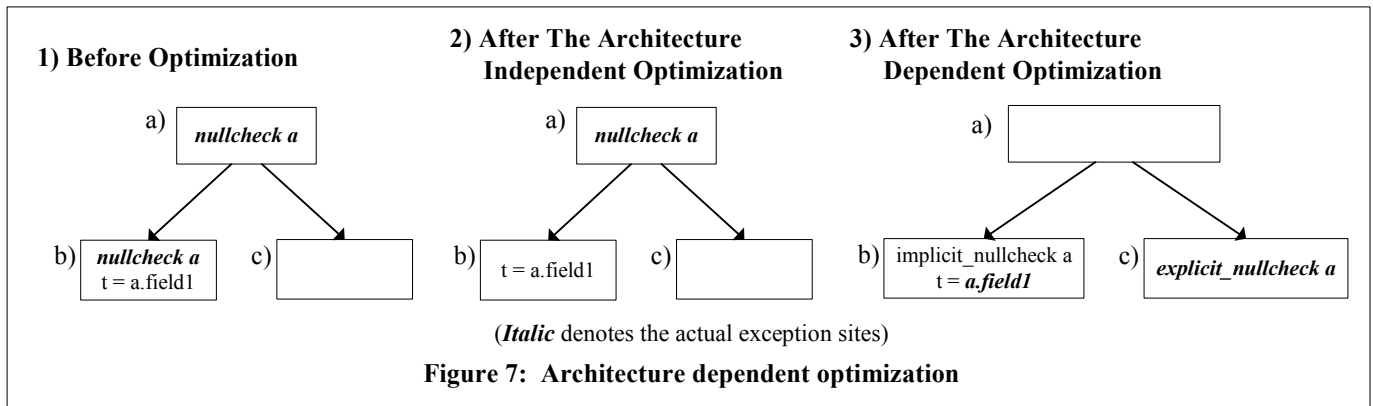 1) Before Optimization
a)
nullcheck a
b)
nullcheck a
t = a.field1
c)
2) After The Architecture
Independent Optimization
a)
nullcheck a
b)
t = a.field1
c)
3) After The Architecture
Dependent Optimization
a)
b)
implicit_nullcheck a
t = a.field1
c)
explicit_nullcheck a
(Italic denotes the actual exception sites)
Figure 7: Architecture dependent optimization